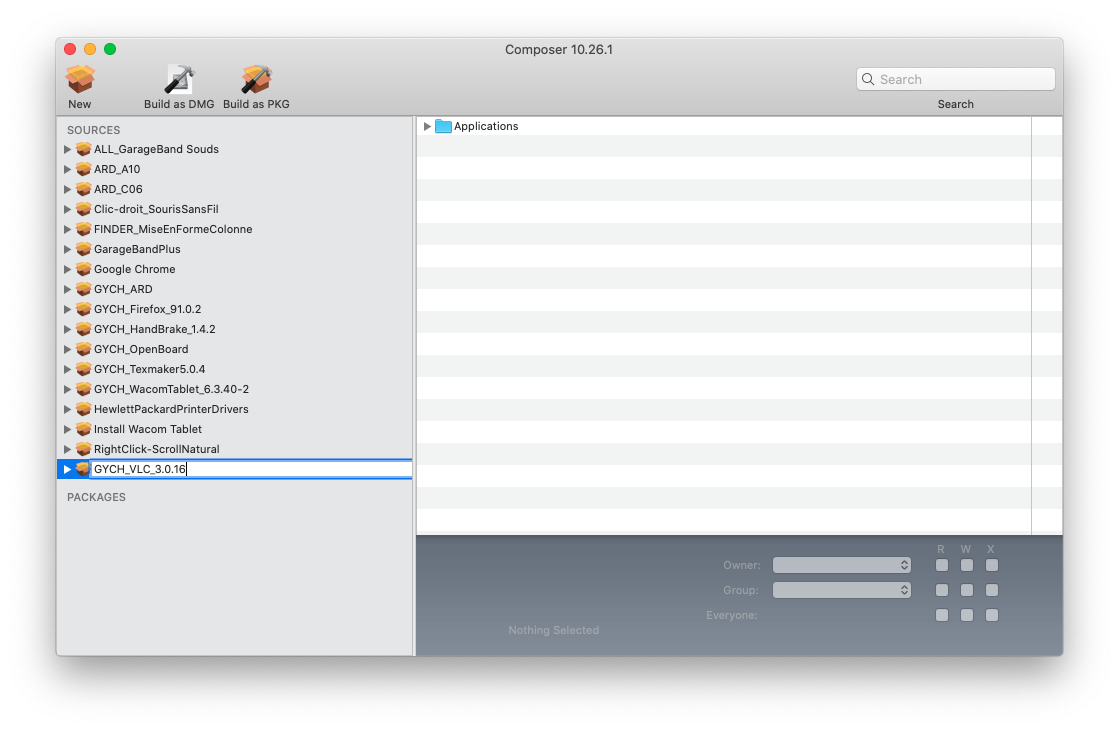 Composer 10.26.1
New
Build as DMG
Build as PKG
Search
Search
SOURCES
ALL_GarageBand Souds
ARD_A10
ARD_C06
Clic-droit_SourisSansFil
FINDER_MiseEnFormeColonne
GarageBandPlus
Google Chrome
GYCH_ARD
GYCH_Firefox_91.0.2
GYCH_HandBrake_1.4.2
GYCH_OpenBoard
GYCH_Texmaker5.0.4
GYCH_WacomTablet_6.3.40-2
HewlettPackardPrinterDrivers
Install Wacom Tablet
RightClick-ScrollNatural
GYCH_VLC_3.0.16
PACKAGES
Applications
R W X
Owner:
Group:
Everyone:
Nothing Selected